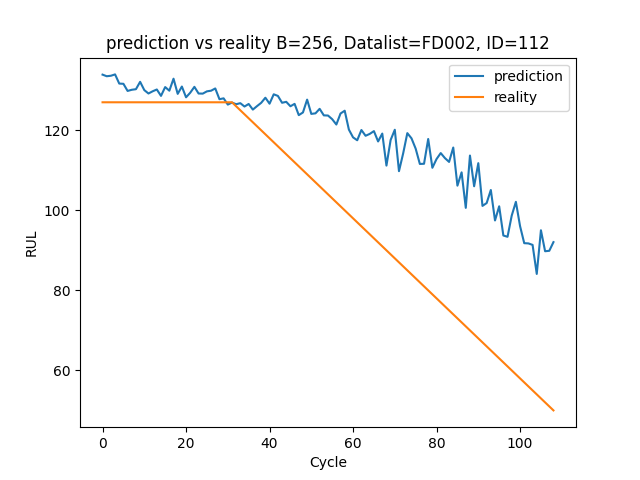 prediction vs reality B=256, Datalist=FD002, ID=112
prediction
reality
120
100
80
60
RUL
0 20 40 60 80 100
Cycle